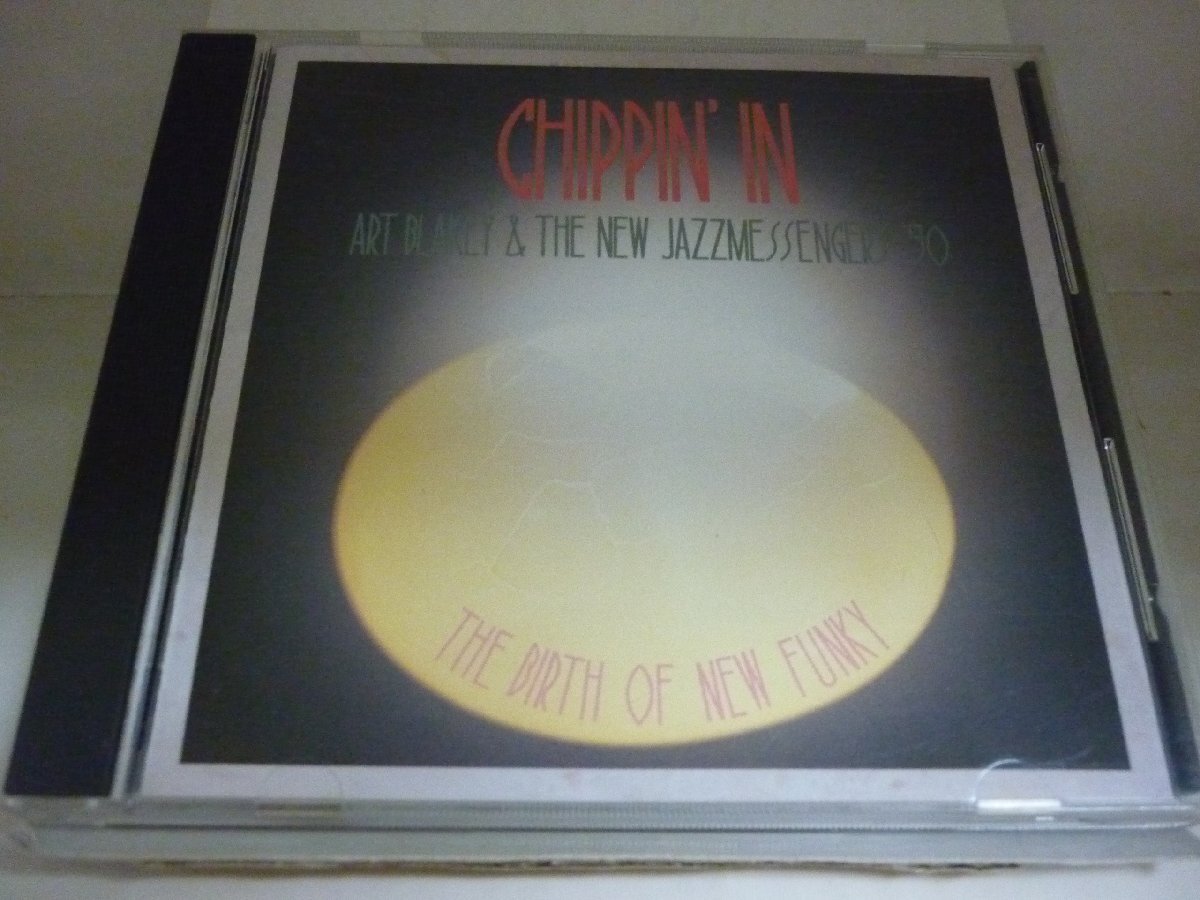 CHIPPIN' IN
ART BLAKEY & THE NEW JAZZMESSENGERS '90
THE BIRTH OF NEW FUNKY